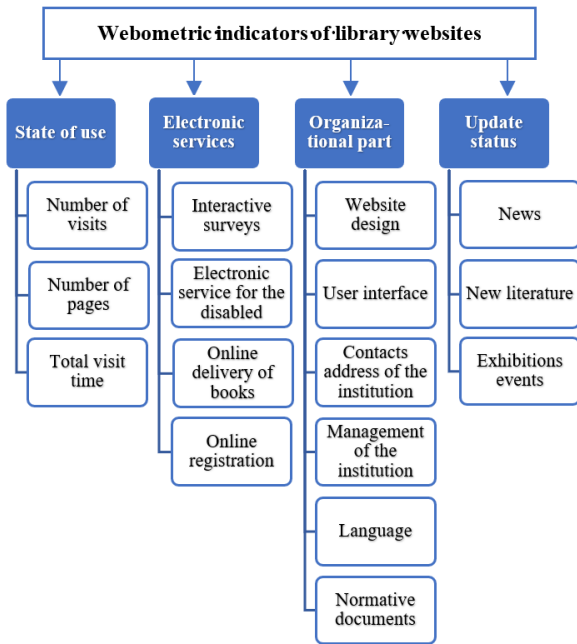 Webometric indicators of library websites
State of use
Electronic
services
Organiza-
tional part
Update
status
Number of
visits
Number of
pages
Total visit
time
Interactive
surveys
Electronic
service for the
disabled
Online
delivery of
books
Online
registration
Website
design
User interface
Contacts
address of the
institution
Management
of the
institution
Language
Normative
documents
News
New literature
Exhibitions
events